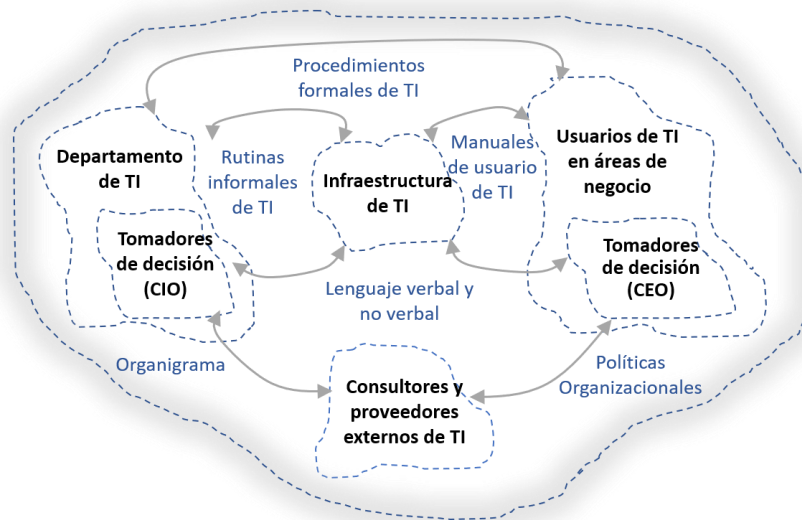 Procedimientos
formales de TI
Departamento
de TI
Rutinas
informales
de TI
Infraestructura
de TI
Manuales
de usuario
de TI
Usuarios de TI
en áreas de
negocio
Tomadores
de decisión
(CIO)
Tomadores
de decisión
(CEO)
Lenguaje verbal y
no verbal
Organigrama
Políticas
Organizacionales
Consultores y
proveedores
externos de TI